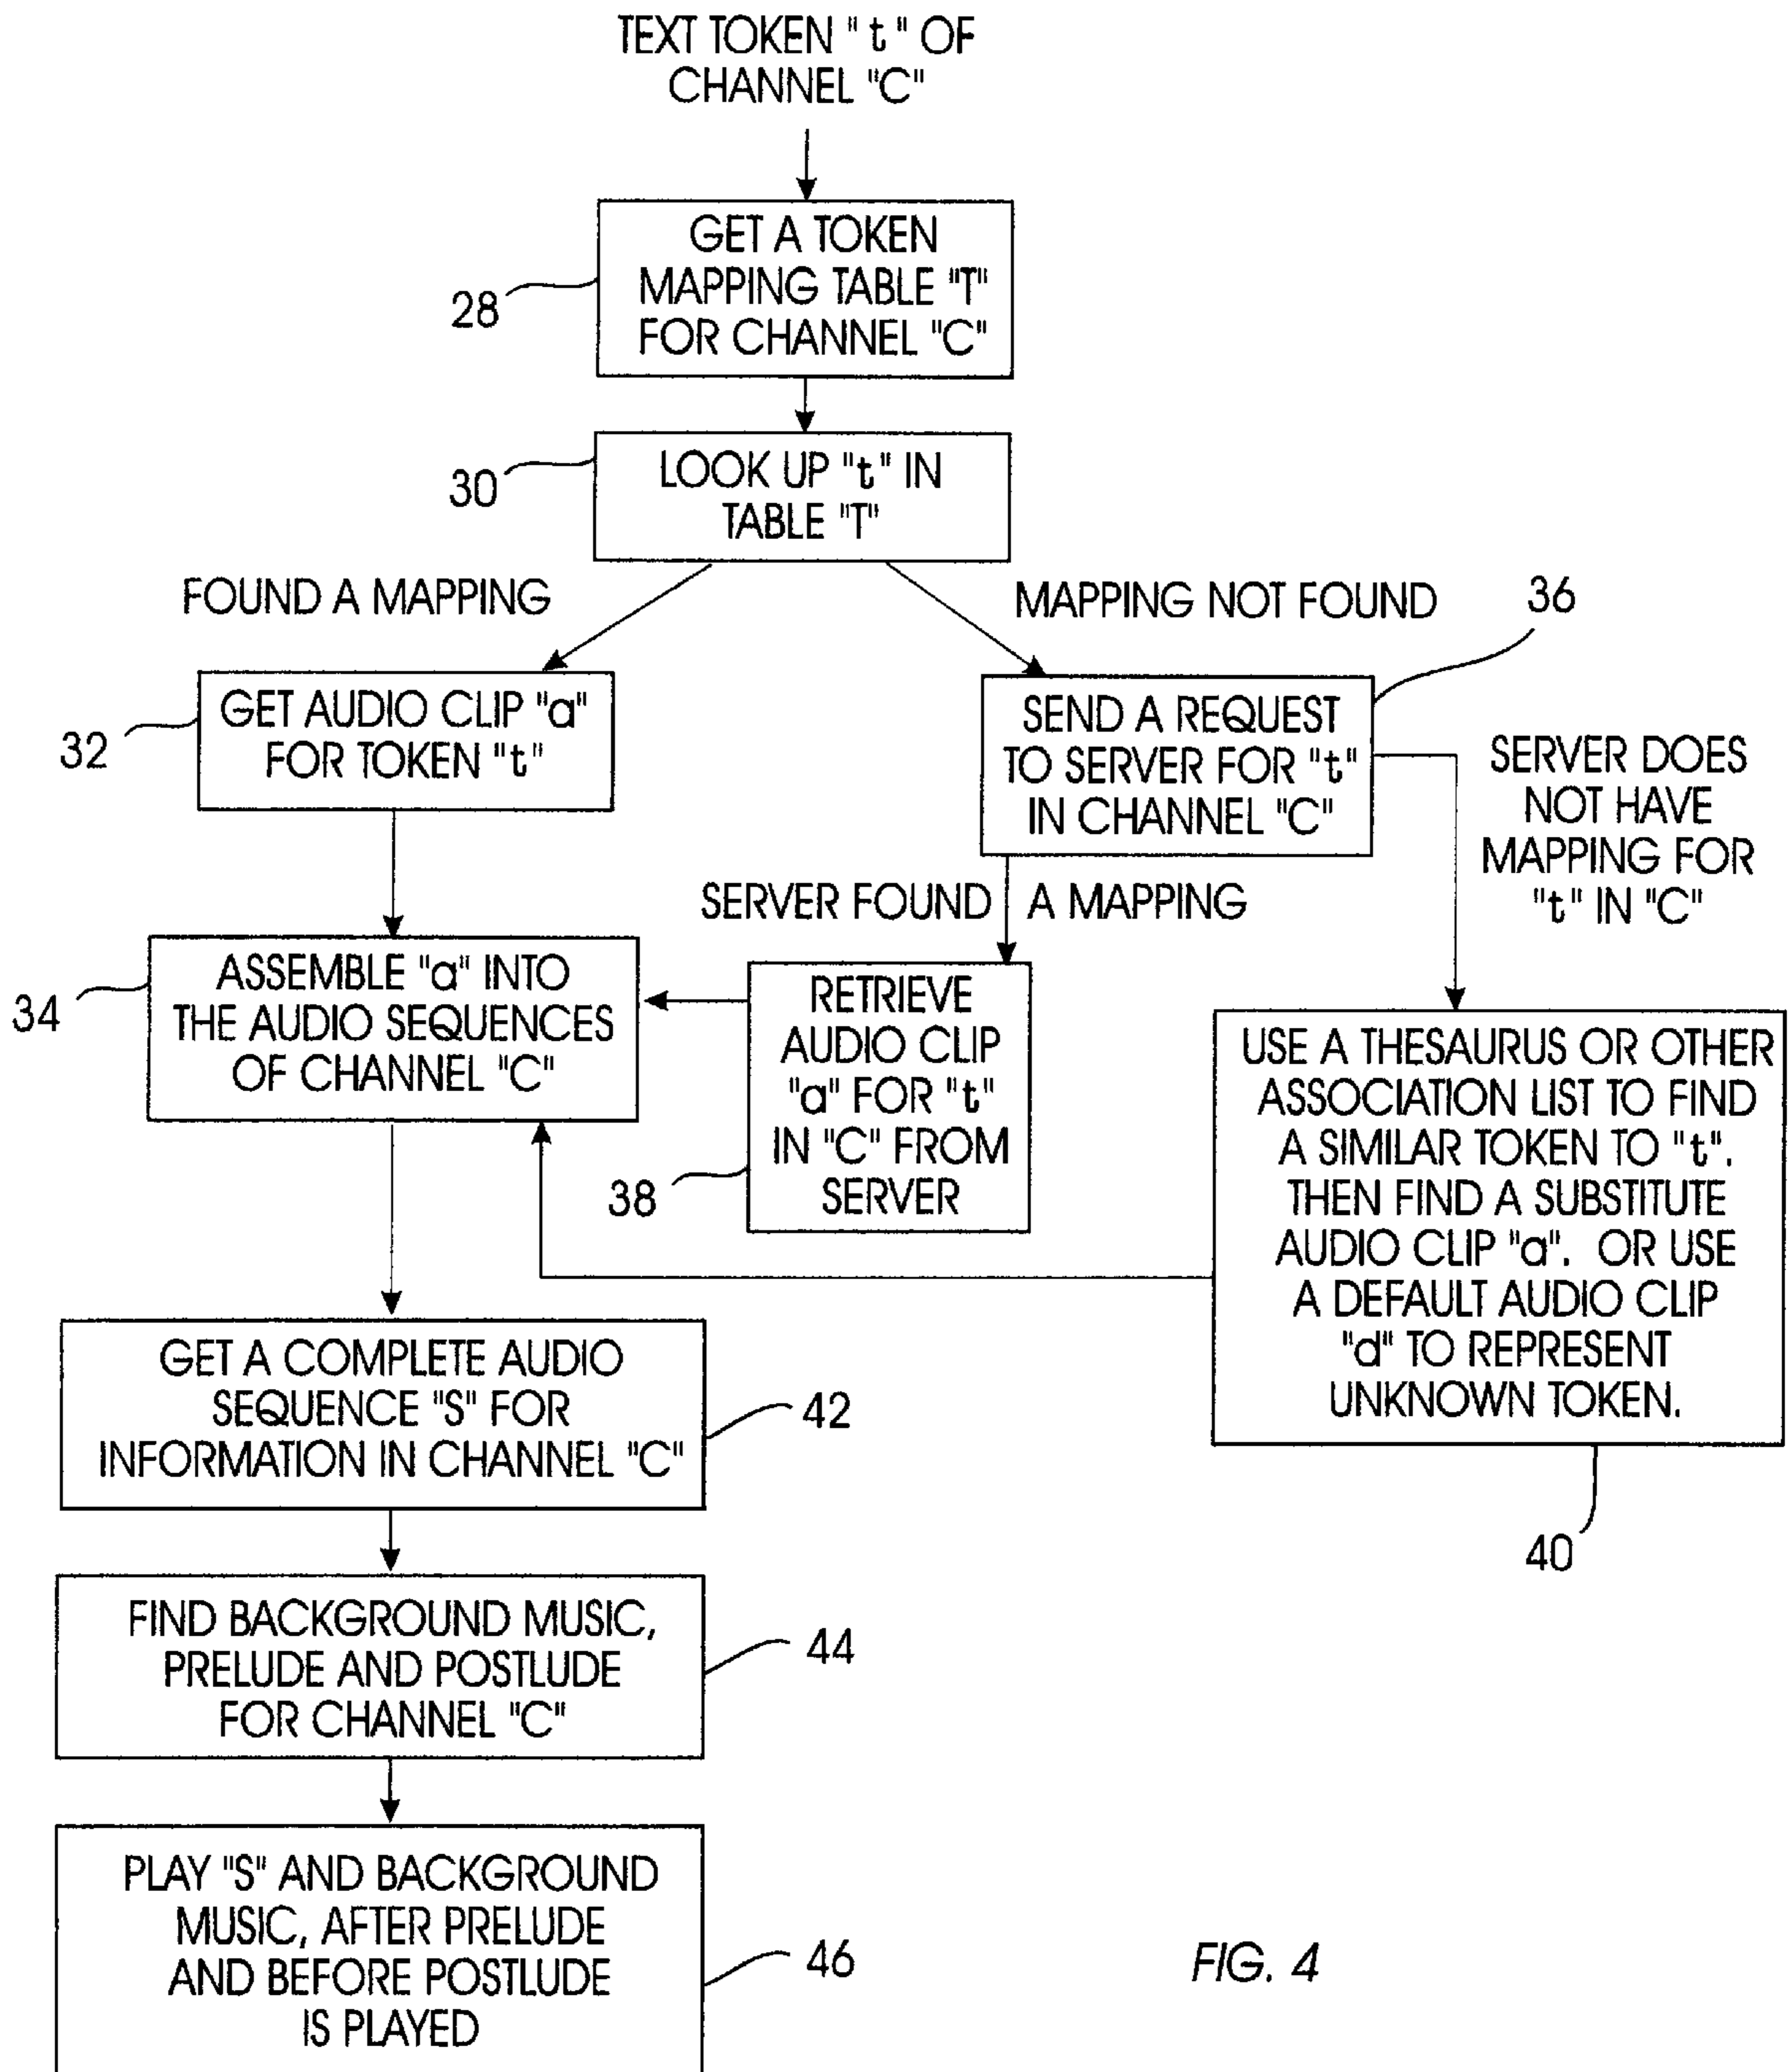 TEXT TOKEN "t" OF
CHANNEL "C"
GET A TOKEN
MAPPING TABLE "T"
FOR CHANNEL "C"
28
LOOK UP "t" IN
TABLE "T"
30
FOUND A MAPPING
MAPPING NOT FOUND
36
GET AUDIO CLIP "a"
FOR TOKEN "t"
32
SEND A REQUEST
TO SERVER FOR "t"
IN CHANNEL "C"
SERVER DOES
NOT HAVE
MAPPING FOR
"t" IN "C"
SERVER FOUND A MAPPING
ASSEMBLE "a" INTO
THE AUDIO SEQUENCES
OF CHANNEL "C"
34
RETRIEVE
AUDIO CLIP
"a" FOR "t"
IN "C" FROM
SERVER
38
USE A THESAURUS OR OTHER
ASSOCIATION LIST TO FIND
A SIMILAR TOKEN TO "t".
THEN FIND A SUBSTITUTE
AUDIO CLIP "a". OR USE
A DEFAULT AUDIO CLIP
"d" TO REPRESENT
UNKNOWN TOKEN.
40
GET A COMPLETE AUDIO
SEQUENCE "S" FOR
INFORMATION IN CHANNEL "C"
42
FIND BACKGROUND MUSIC,
PRELUDE AND POSTLUDE
FOR CHANNEL "C"
44
PLAY "S" AND BACKGROUND
MUSIC, AFTER PRELUDE
AND BEFORE POSTLUDE
IS PLAYED
46
FIG. 4